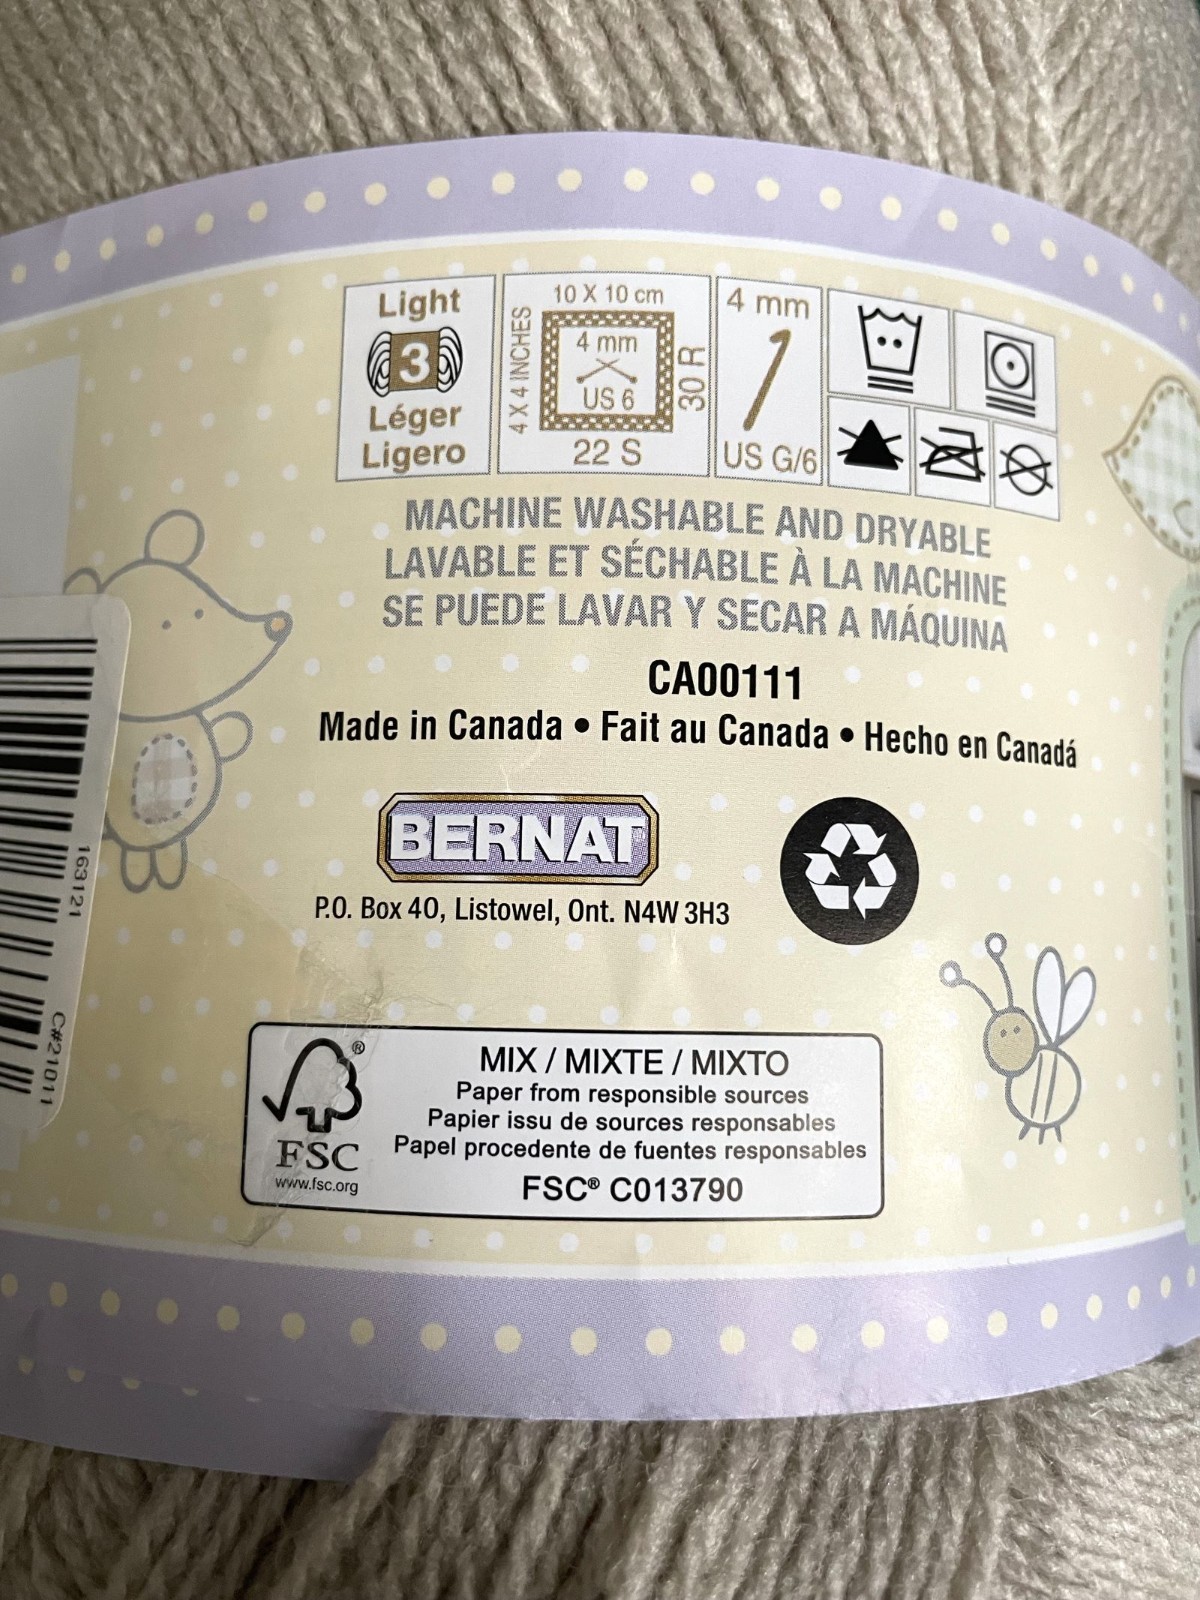 Light
3
Léger
Ligero
10 X 10 cm
4 X 4 INCHES
4 mm
US 6
30 R
22 S
4 mm
US G/6
MACHINE WASHABLE AND DRYABLE
LAVABLE ET SÉCHABLE À LA MACHINE
SE PUEDE LAVAR Y SECAR A MÁQUINA
CA00111
Made in Canada • Fait au Canada • Hecho en Canadá
BERNAT
P.O. Box 40, Listowel, Ont. N4W 3H3
163121
C#21011
MIX / MIXTE / MIXTO
Paper from responsible sources
Papier issu de sources responsables
Papel procedente de fuentes responsables
FSC® C013790
®
FSC
www.fsc.org